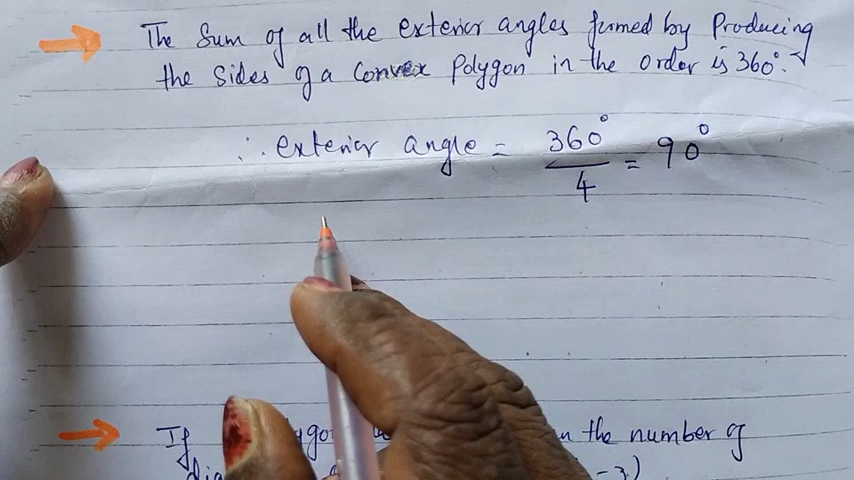 The Sum of all the exterior angles formed by Producing
the Sides of a Convex Polygon in the order is 360°.
∴ exterior angle = 360° / 4 = 90°
If the number of